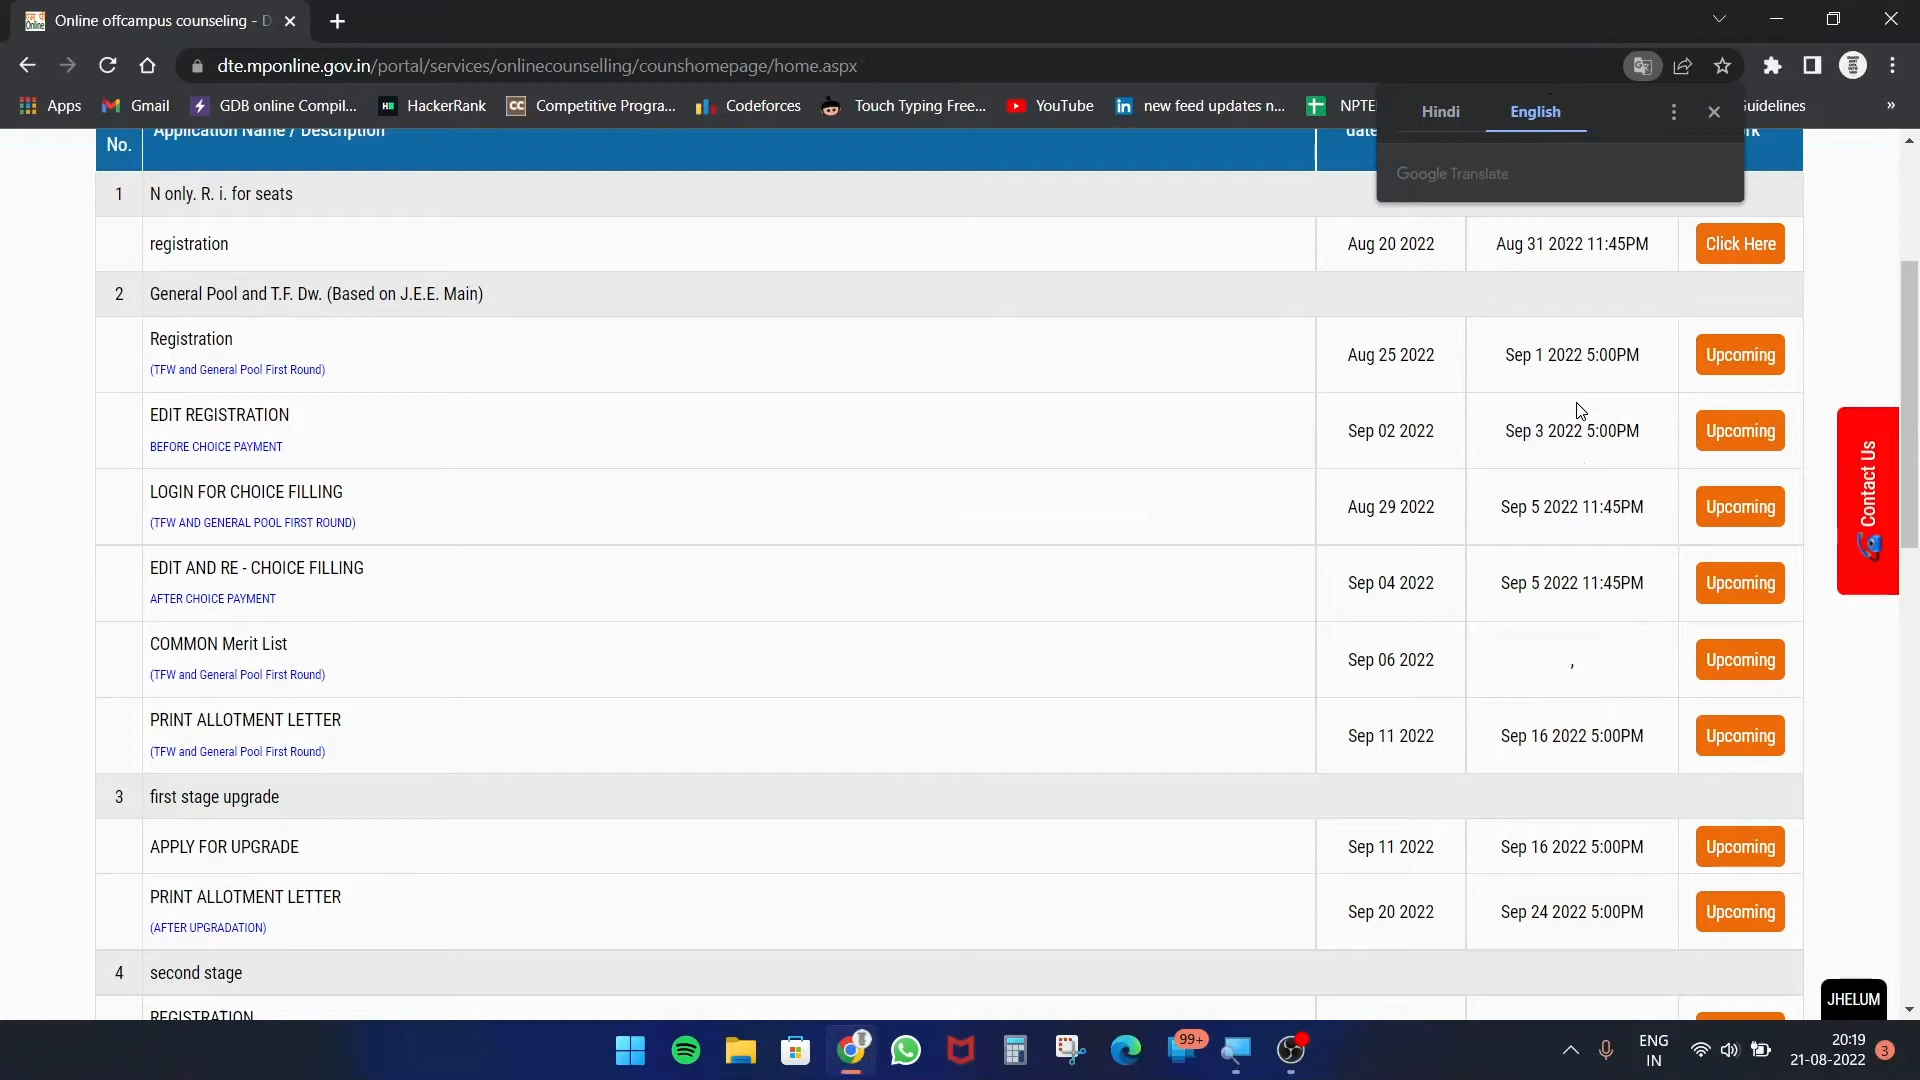 Online offcampus counseling - D
dte.mponline.gov.in/portal/services/onlinecounselling/counshomepage/home.aspx
Apps
Gmail
GDB online Compil...
HackerRank
Competitive Progra...
Codeforces
Touch Typing Free...
YouTube
new feed updates n...
NPTE
Hindi
English
Google Translate
Guidelines
»
No.
Application Name / Description
date
rk
1 N only. R. i. for seats
registration Aug 20 2022 Aug 31 2022 11:45PM Click Here
2 General Pool and T.F. Dw. (Based on J.E.E. Main)
Registration
(TFW and General Pool First Round)
Aug 25 2022 Sep 1 2022 5:00PM Upcoming
EDIT REGISTRATION
BEFORE CHOICE PAYMENT
Sep 02 2022 Sep 3 2022 5:00PM Upcoming
LOGIN FOR CHOICE FILLING
(TFW AND GENERAL POOL FIRST ROUND)
Aug 29 2022 Sep 5 2022 11:45PM Upcoming
EDIT AND RE - CHOICE FILLING
AFTER CHOICE PAYMENT
Sep 04 2022 Sep 5 2022 11:45PM Upcoming
COMMON Merit List
(TFW and General Pool First Round)
Sep 06 2022 , Upcoming
PRINT ALLOTMENT LETTER
(TFW and General Pool First Round)
Sep 11 2022 Sep 16 2022 5:00PM Upcoming
3 first stage upgrade
APPLY FOR UPGRADE Sep 11 2022 Sep 16 2022 5:00PM Upcoming
PRINT ALLOTMENT LETTER
(AFTER UPGRADATION)
Sep 20 2022 Sep 24 2022 5:00PM Upcoming
4 second stage
REGISTRATION
Contact Us
JHELUM
99+
ENG
IN
20:19
21-08-2022
3